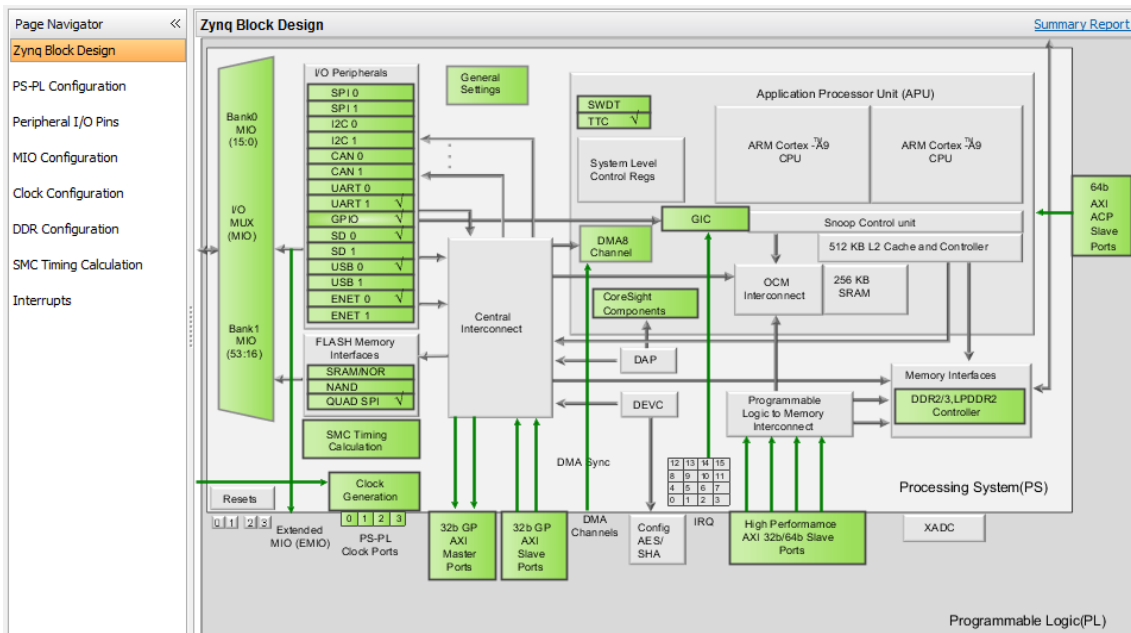 Page Navigator
Zynq Block Design
PS-PL Configuration
Peripheral I/O Pins
MIO Configuration
Clock Configuration
DDR Configuration
SMC Timing Calculation
Interrupts
Zynq Block Design
Summary Report
Bank0
MIO
(15:0)
I/O
MUX
(MIO)
Bank1
MIO
(53:16)
I/O Peripherals
SPI 0
SPI 1
I2C 0
I2C 1
CAN 0
CAN 1
UART 0
UART 1 √
GPIO √
SD 0 √
SD 1
USB 0 √
USB 1
ENET 0 √
ENET 1
FLASH Memory
Interfaces
SRAM/NOR
NAND
QUAD SPI √
SMC Timing
Calculation
General
Settings
Application Processor Unit (APU)
SWDT
TTC √
System Level
Control Regs
ARM Cortex -A9 TM
CPU
ARM Cortex -A9 TM
CPU
GIC
Snoop Control unit
DMA8
Channel
512 KB L2 Cache and Controller
OCM
Interconnect
256 KB
SRAM
CoreSight
Components
Central
Interconnect
DAP
DEVC
Programmable
Logic to Memory
Interconnect
Memory Interfaces
DDR2/3,LPDDR2
Controller
64b
AXI
ACP
Slave
Ports
DMA Sync
12 13 14 15
8 9 10 11
4 5 6 7
0 1 2 3
IRQ
Processing System(PS)
Resets
0 1 2 3
Extended
MIO (EMIO)
Clock
Generation
0 1 2 3
PS-PL
Clock Ports
32b GP
AXI
Master
Ports
32b GP
AXI
Slave
Ports
DMA
Channels
Config
AES/
SHA
High Performamce
AXI 32b/64b Slave
Ports
XADC
Programmable Logic(PL)